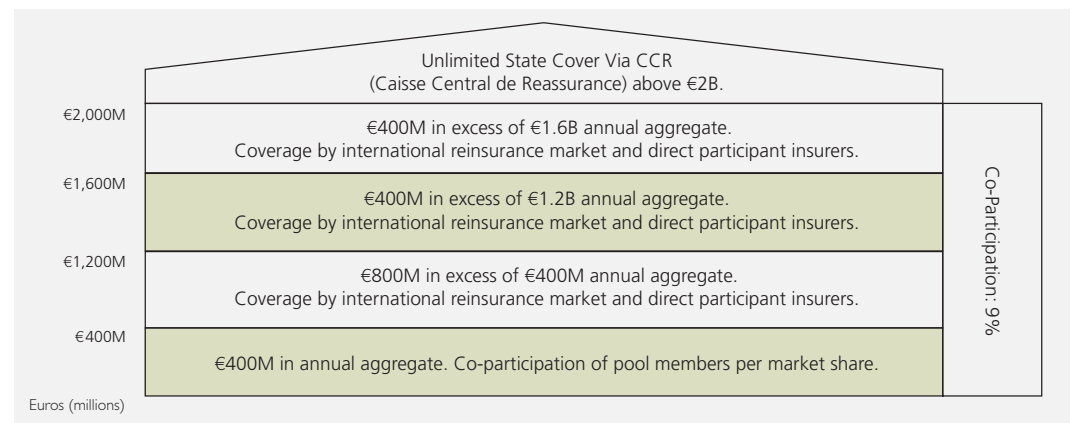 Unlimited State Cover Via CCR
(Caisse Central de Reassurance) above €2B.
€2,000M
€400M in excess of €1.6B annual aggregate.
Coverage by international reinsurance market and direct participant insurers.
€1,600M
€400M in excess of €1.2B annual aggregate.
Coverage by international reinsurance market and direct participant insurers.
€1,200M
€800M in excess of €400M annual aggregate.
Coverage by international reinsurance market and direct participant insurers.
€400M
€400M in annual aggregate. Co-participation of pool members per market share.
Euros (millions)
Co-Participation: 9%